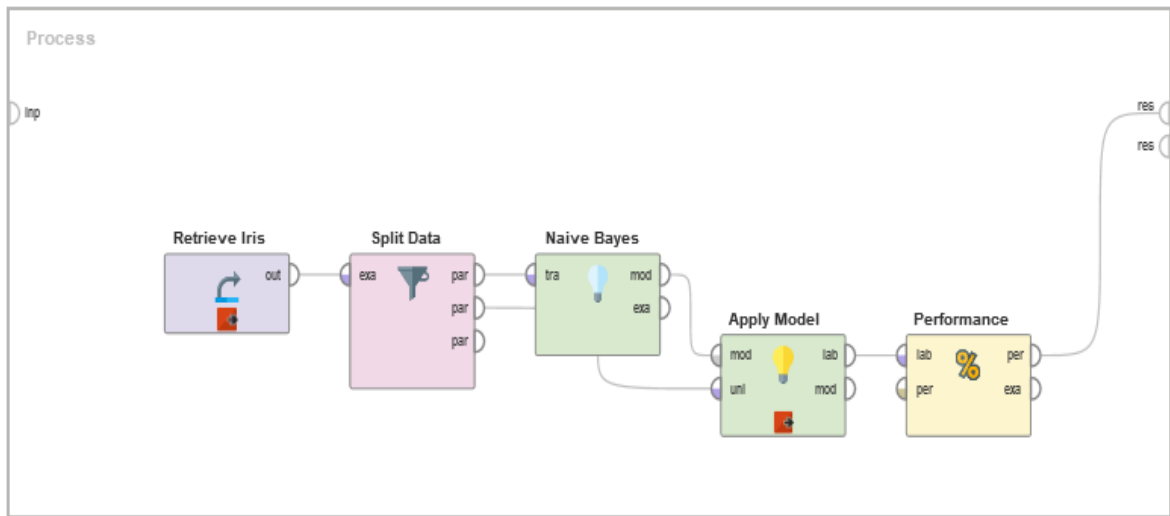 Process
inp
res
res
Retrieve Iris
out
Split Data
exa
par
par
par
Naive Bayes
tra
mod
exa
Apply Model
mod
lab
unl
mod
Performance
lab
per
per
exa
%